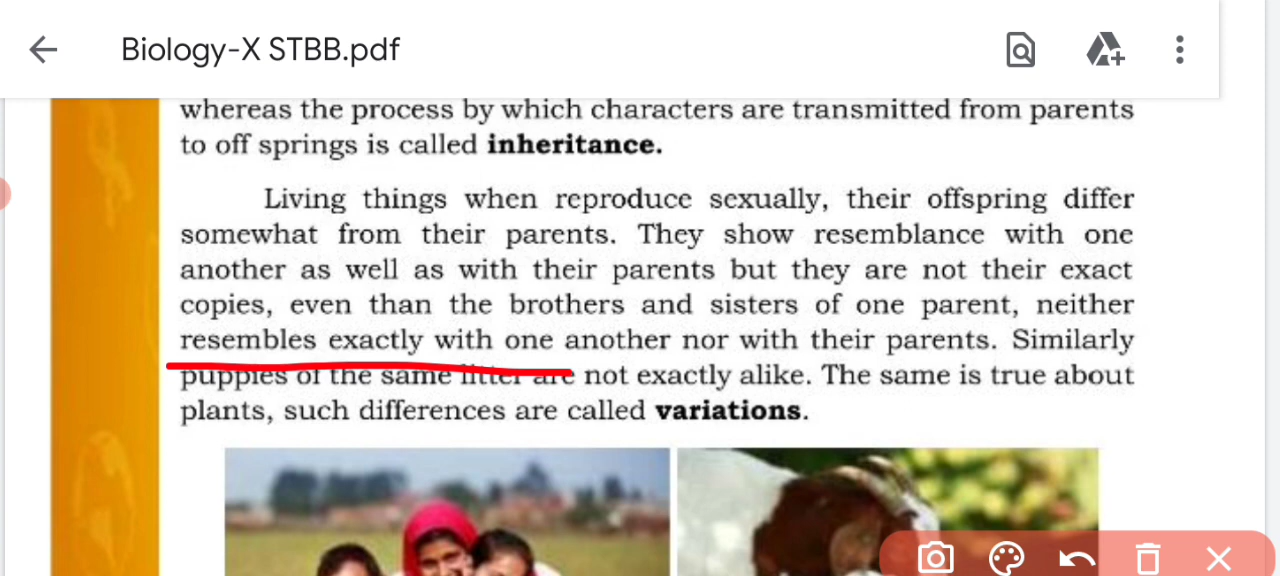 Biology-X STBB.pdf
whereas the process by which characters are transmitted from parents
to off springs is called inheritance.
Living things when reproduce sexually, their offspring differ
somewhat from their parents. They show resemblance with one
another as well as with their parents but they are not their exact
copies, even than the brothers and sisters of one parent, neither
resembles exactly with one another nor with their parents. Similarly
puppies of the same litter are not exactly alike. The same is true about
plants, such differences are called variations.